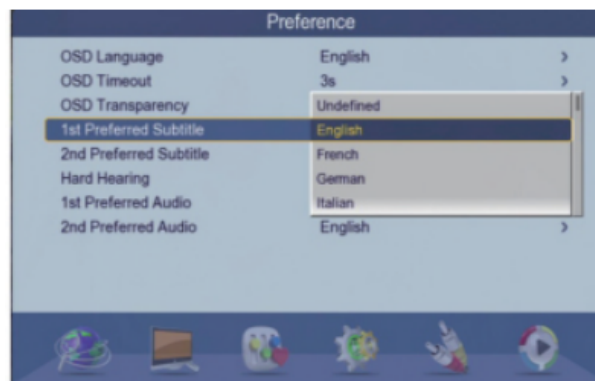 Preference
OSD Language English >
OSD Timeout 3s >
OSD Transparency Undefined
1st Preferred Subtitle English
2nd Preferred Subtitle French
Hard Hearing German
1st Preferred Audio Italian
2nd Preferred Audio English >